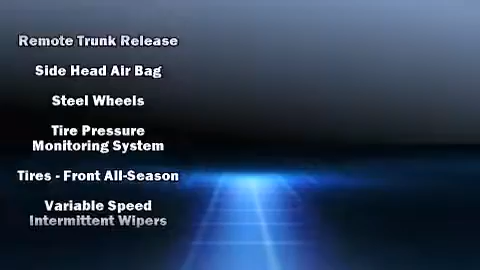 Remote Trunk Release
Side Head Air Bag
Steel Wheels
Tire Pressure
Monitoring System
Tires - Front All-Season
Variable Speed
Intermittent Wipers